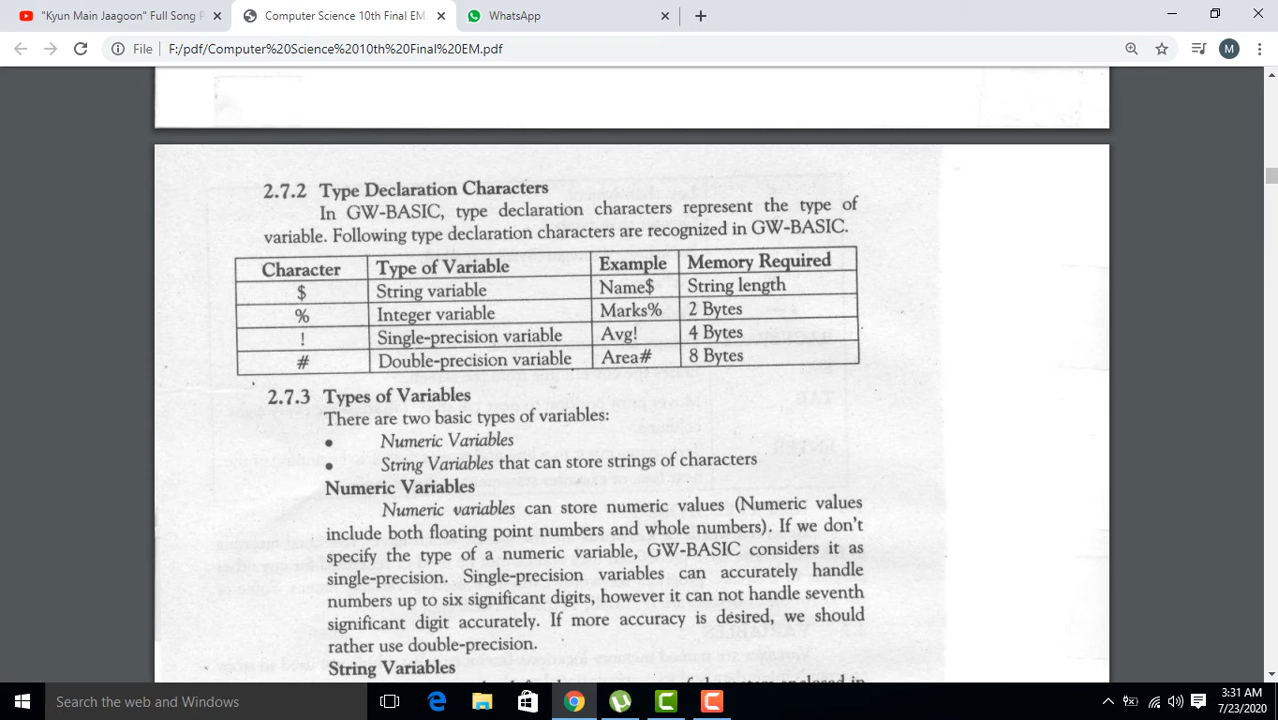 "Kyun Main Jaagoon" Full Song P
Computer Science 10th Final EM.
WhatsApp
File F:/pdf/Computer%20Science%2010th%20Final%20EM.pdf
M
2.7.2 Type Declaration Characters
In GW-BASIC, type declaration characters represent the type of
variable. Following type declaration characters are recognized in GW-BASIC.
Character Type of Variable Example Memory Required
$ String variable Name$ String length
% Integer variable Marks% 2 Bytes
! Single-precision variable Avg! 4 Bytes
# Double-precision variable Area# 8 Bytes
2.7.3 Types of Variables
There are two basic types of variables:
• Numeric Variables
• String Variables that can store strings of characters
Numeric Variables
Numeric variables can store numeric values (Numeric values
include both floating point numbers and whole numbers). If we don't
specify the type of a numeric variable, GW-BASIC considers it as
single-precision. Single-precision variables can accurately handle
numbers up to six significant digits, however it can not handle seventh
significant digit accurately. If more accuracy is desired, we should
rather use double-precision.
String Variables
Search the web and Windows
3:31 AM
7/23/2020